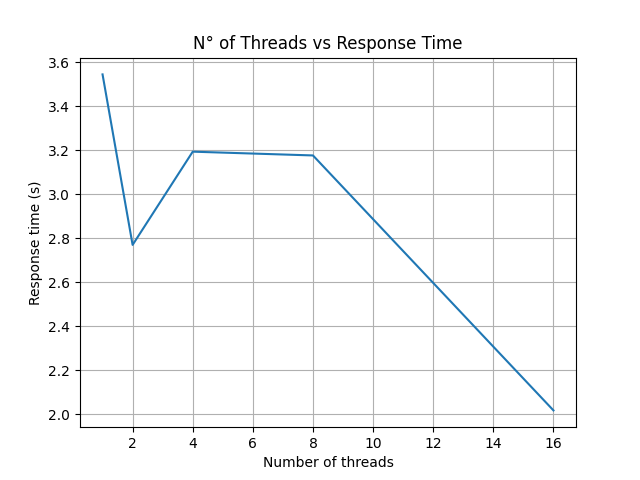 N° of Threads vs Response Time
3.6
3.4
3.2
3.0
2.8
2.6
2.4
2.2
2.0
Response time (s)
2 4 6 8 10 12 14 16
Number of threads